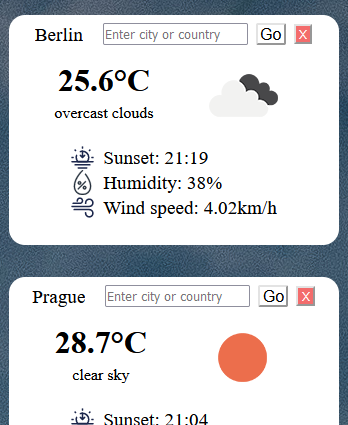 Berlin Enter city or country Go X
25.6°C
overcast clouds
Sunset: 21:19
Humidity: 38%
Wind speed: 4.02km/h
Prague Enter city or country Go X
28.7°C
clear sky
Sunset: 21:04